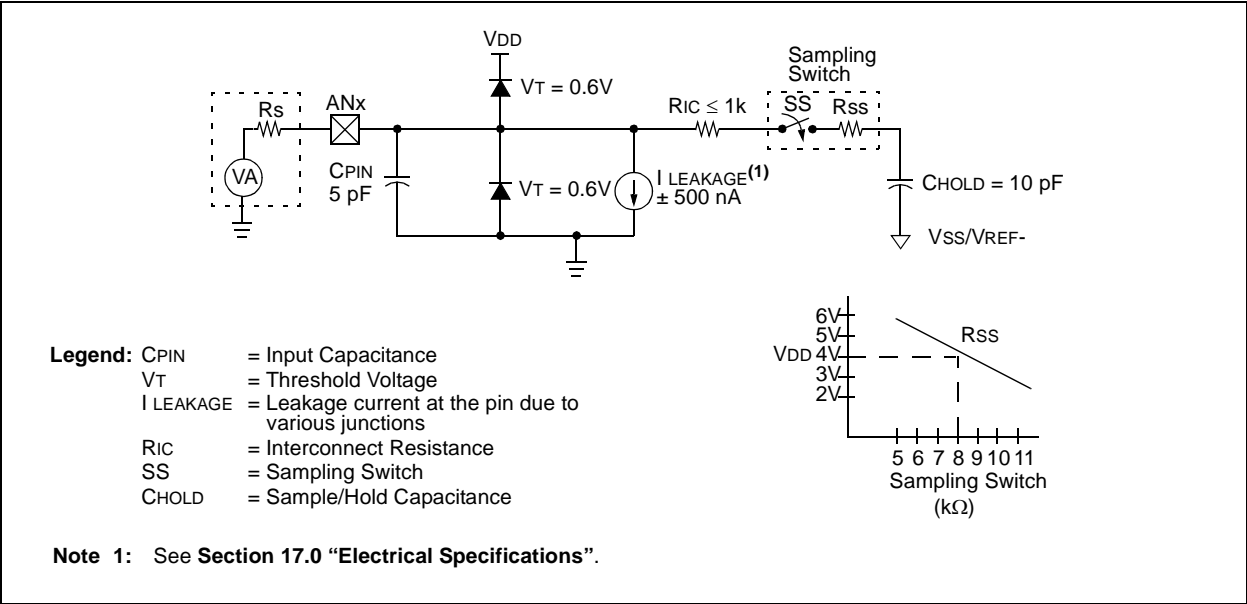 VDD
Sampling
Switch
VT = 0.6V
Rs
ANx
RIC ≤ 1k
SS
Rss
VA
CPIN
5 pF
VT = 0.6V
I LEAKAGE(1)
± 500 nA
CHOLD = 10 pF
VSS/VREF-
Legend: CPIN = Input Capacitance
VT = Threshold Voltage
I LEAKAGE = Leakage current at the pin due to
various junctions
RIC = Interconnect Resistance
SS = Sampling Switch
CHOLD = Sample/Hold Capacitance
6V
5V
VDD 4V
3V
2V
RSS
5 6 7 8 9 10 11
Sampling Switch
(kΩ)
Note 1: See Section 17.0 “Electrical Specifications”.